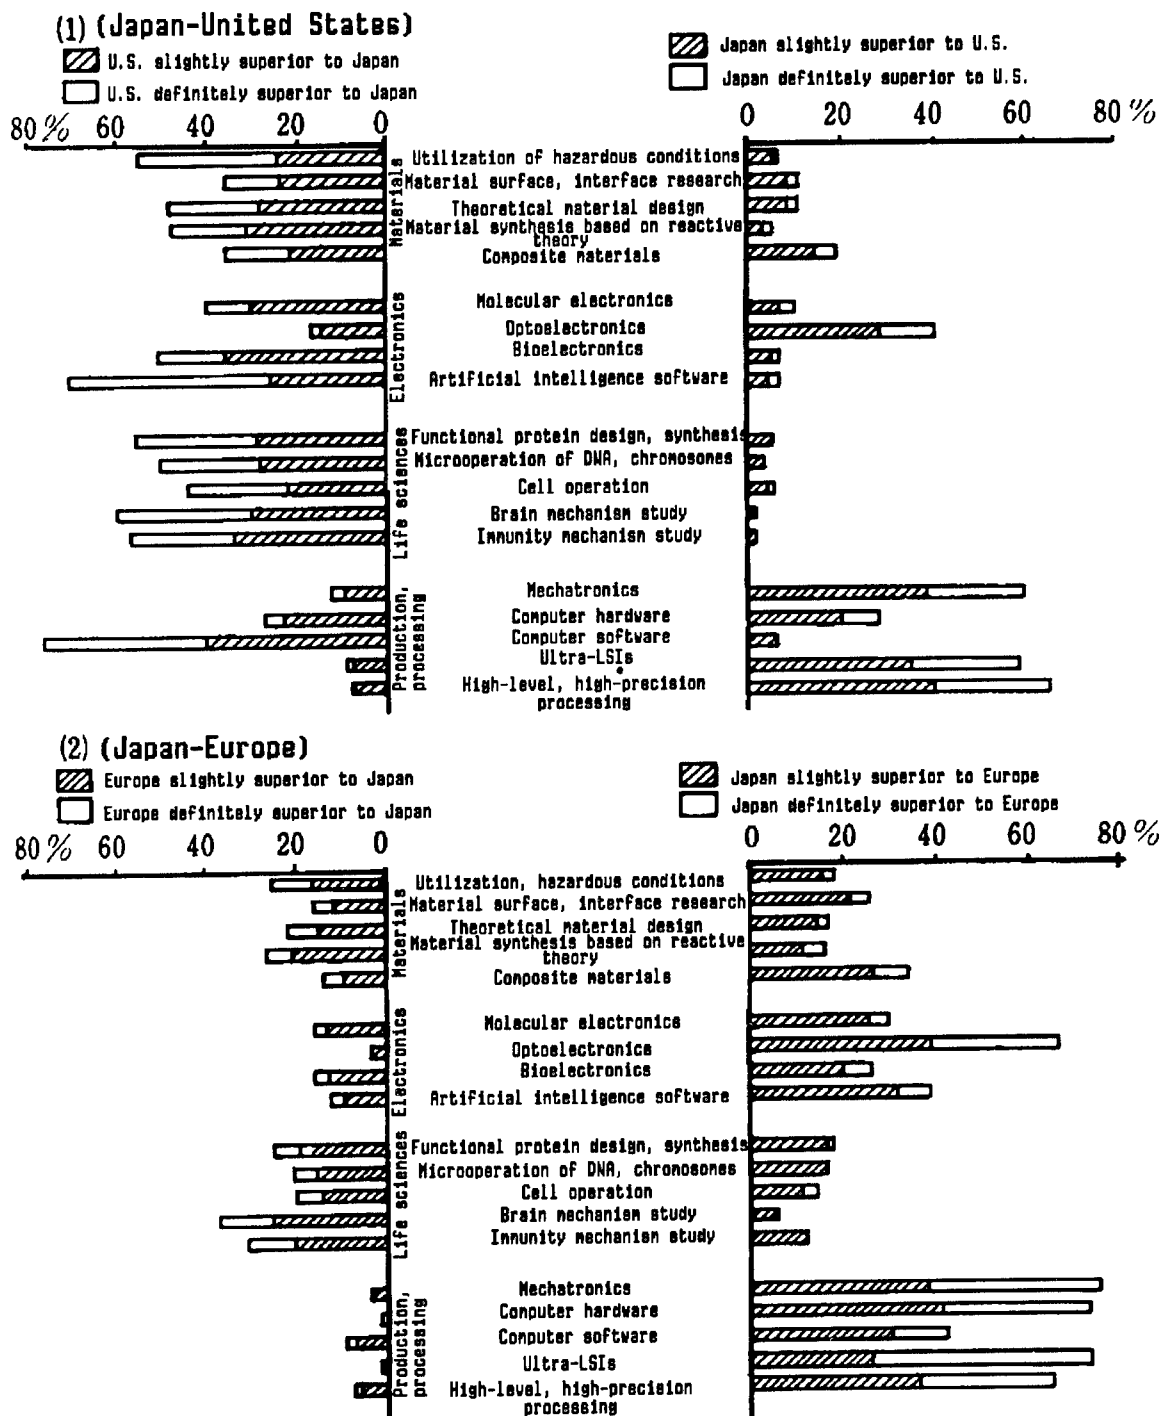 (1) (Japan-United States)
U.S. slightly superior to Japan
U.S. definitely superior to Japan
Japan slightly superior to U.S.
Japan definitely superior to U.S.
80 % 60 40 20 0
0 20 40 60 80 %
Materials
Utilization of hazardous conditions
Material surface, interface research
Theoretical material design
Material synthesis based on reactive
theory
Composite materials
Electronics
Molecular electronics
Optoelectronics
Bioelectronics
Artificial intelligence software
Life sciences
Functional protein design, synthesis
Microoperation of DNA, chromosomes
Cell operation
Brain mechanism study
Immunity mechanism study
Production,
processing
Mechatronics
Computer hardware
Computer software
Ultra-LSIs
High-level, high-precision
processing
(2) (Japan-Europe)
Europe slightly superior to Japan
Europe definitely superior to Japan
Japan slightly superior to Europe
Japan definitely superior to Europe
80 % 60 40 20 0
0 20 40 60 80 %
Materials
Utilization, hazardous conditions
Material surface, interface research
Theoretical material design
Material synthesis based on reactive
theory
Composite materials
Electronics
Molecular electronics
Optoelectronics
Bioelectronics
Artificial intelligence software
Life sciences
Functional protein design, synthesis
Microoperation of DNA, chromosomes
Cell operation
Brain mechanism study
Immunity mechanism study
Production,
processing
Mechatronics
Computer hardware
Computer software
Ultra-LSIs
High-level, high-precision
processing